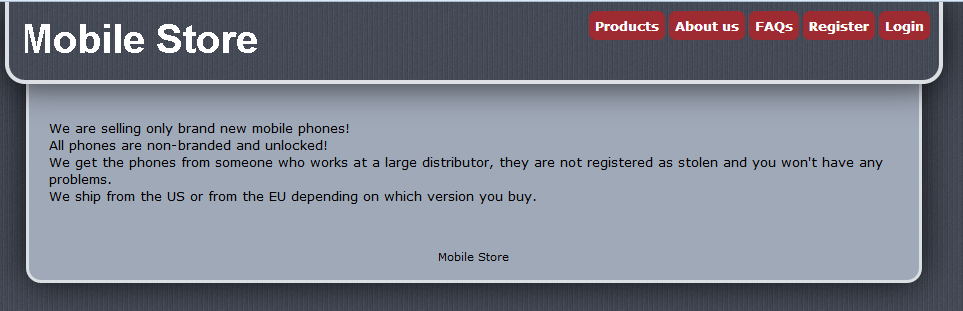 Mobile Store
Products About us FAQs Register Login
We are selling only brand new mobile phones!
All phones are non-branded and unlocked!
We get the phones from someone who works at a large distributor, they are not registered as stolen and you won't have any
problems.
We ship from the US or from the EU depending on which version you buy.
Mobile Store